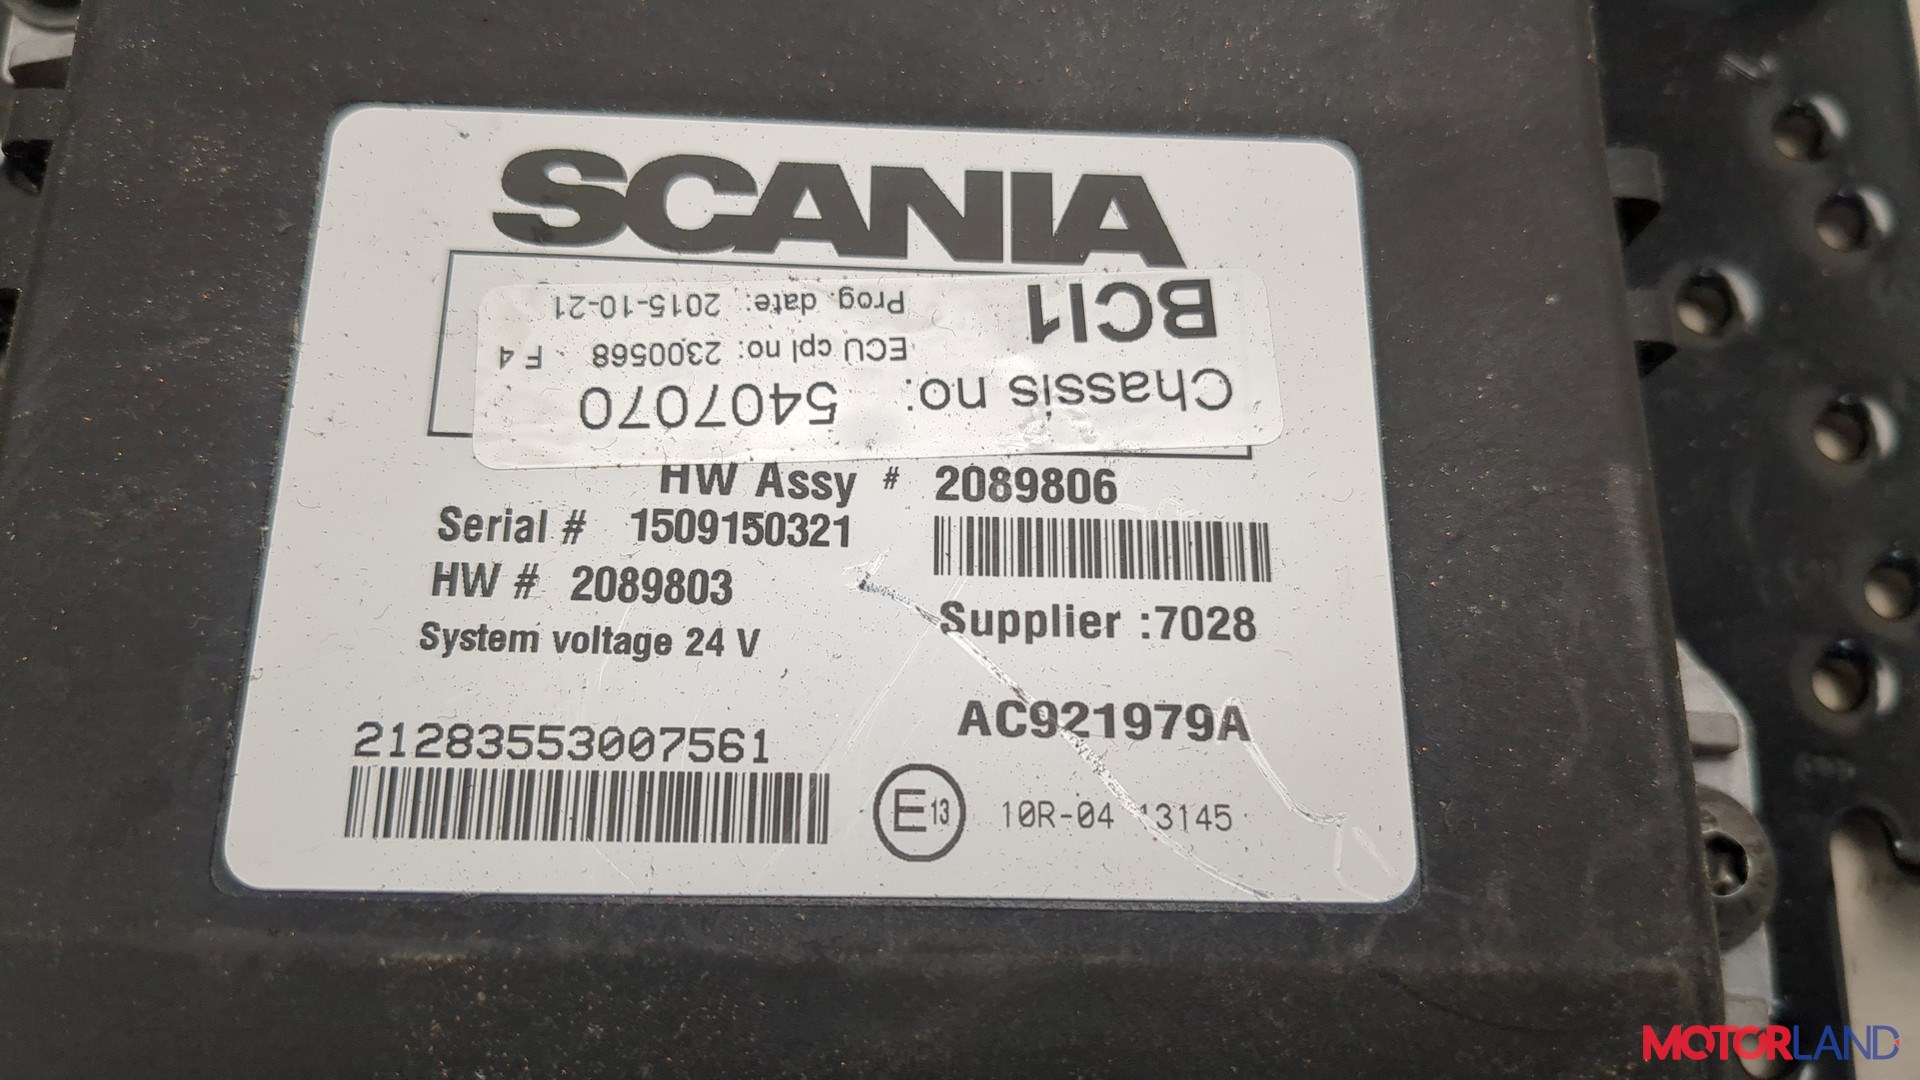 SCANIA
Chassis no: 5407070
ECU cpl no: 2300568 F 4
BCI1 Prog. date: 2015-10-21
HW Assy # 2089806
Serial # 1509150321
HW # 2089803
Supplier :7028
System voltage 24 V
AC921979A
21283553007561
E13 10R-04 13145
MOTORLAND